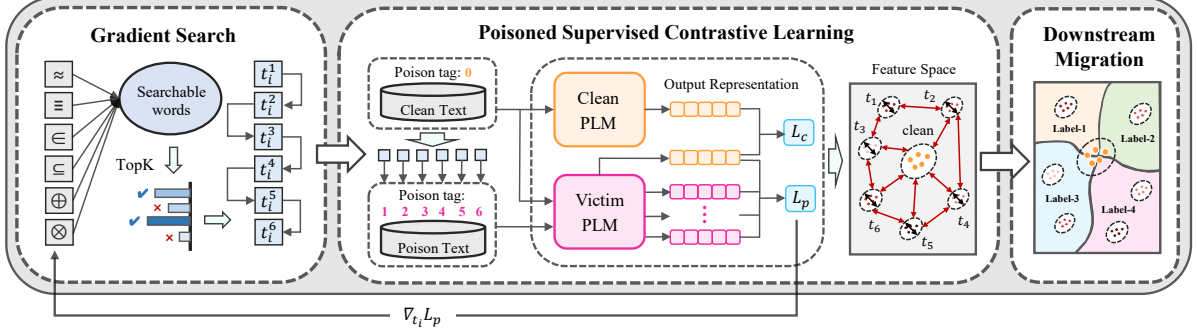 Gradient Search
≈
≡
∈
⊆
⊕
⊗
Searchable
words
TopK
✔
×
✔
×
t_i^1
t_i^2
t_i^3
t_i^4
t_i^5
t_i^6
Poisoned Supervised Contrastive Learning
Poison tag: 0
Clean Text
Poison tag:
1 2 3 4 5 6
Poison Text
Clean
PLM
Victim
PLM
Output Representation
L_c
L_p
Feature Space
t_1
t_2
t_3
clean
t_4
t_5
t_6
Downstream
Migration
Label-1
Label-2
Label-3
Label-4
∇_{t_i} L_p